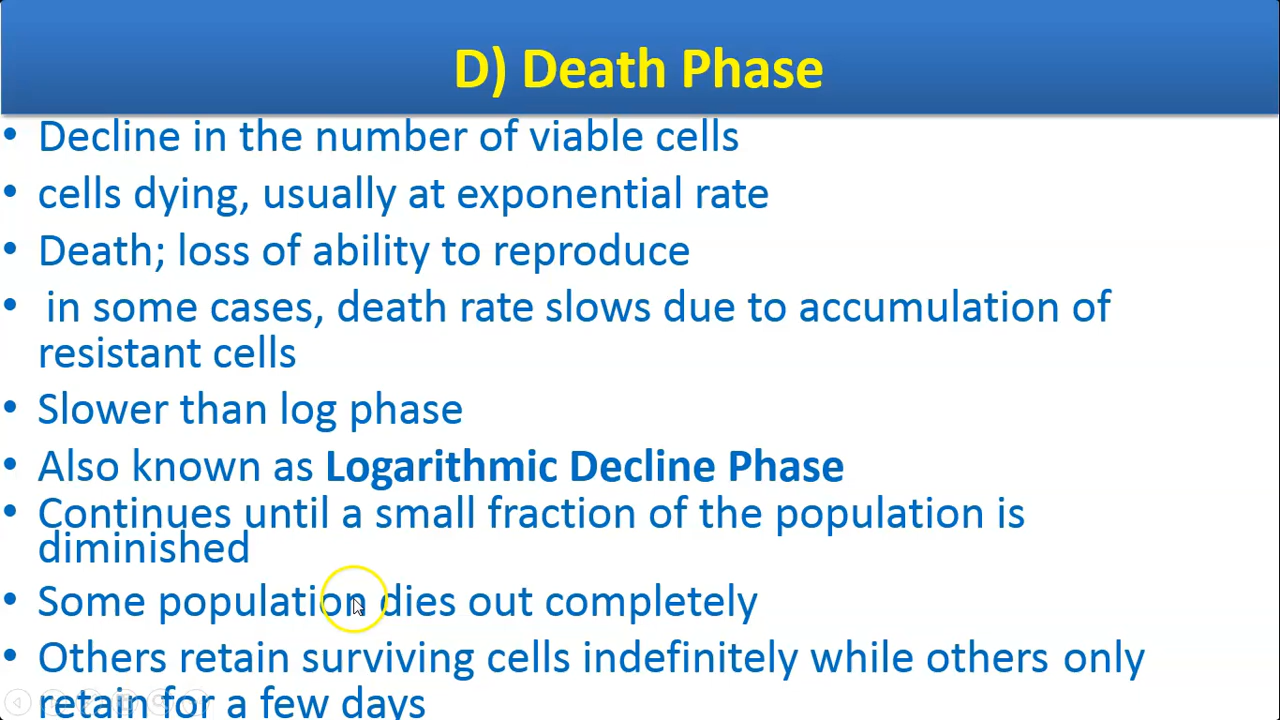 D) Death Phase
• Decline in the number of viable cells
• cells dying, usually at exponential rate
• Death; loss of ability to reproduce
• in some cases, death rate slows due to accumulation of
resistant cells
• Slower than log phase
• Also known as Logarithmic Decline Phase
• Continues until a small fraction of the population is
diminished
• Some population dies out completely
• Others retain surviving cells indefinitely while others only
retain for a few days